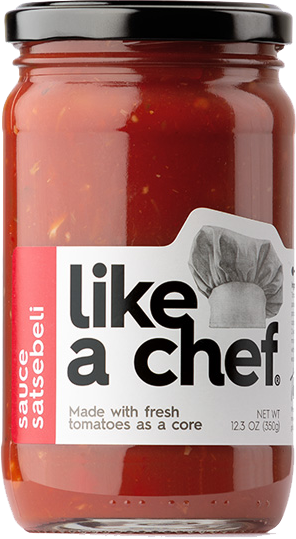 like
a chef®
sauce
satsebeli
Made with fresh
tomatoes as a core
NET WT
12.3 OZ (350g)